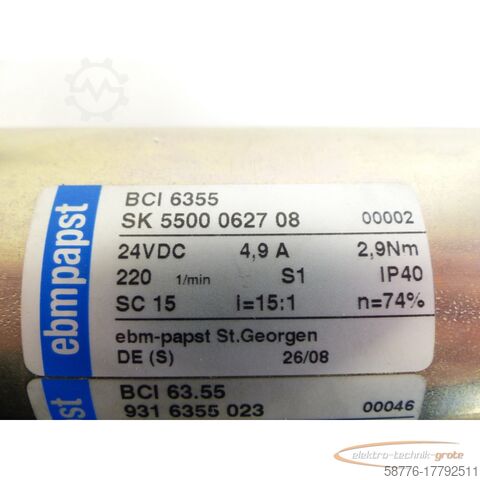 ebmpapst
BCI 6355
SK 5500 0627 08 00002
24VDC 4,9 A 2,9Nm
220 1/min S1 IP40
SC 15 i=15:1 n=74%
ebm-papst St.Georgen
DE (S) 26/08
BCI 63.55
931 6355 023 00046
elektro-technik-grote
58776-17792511